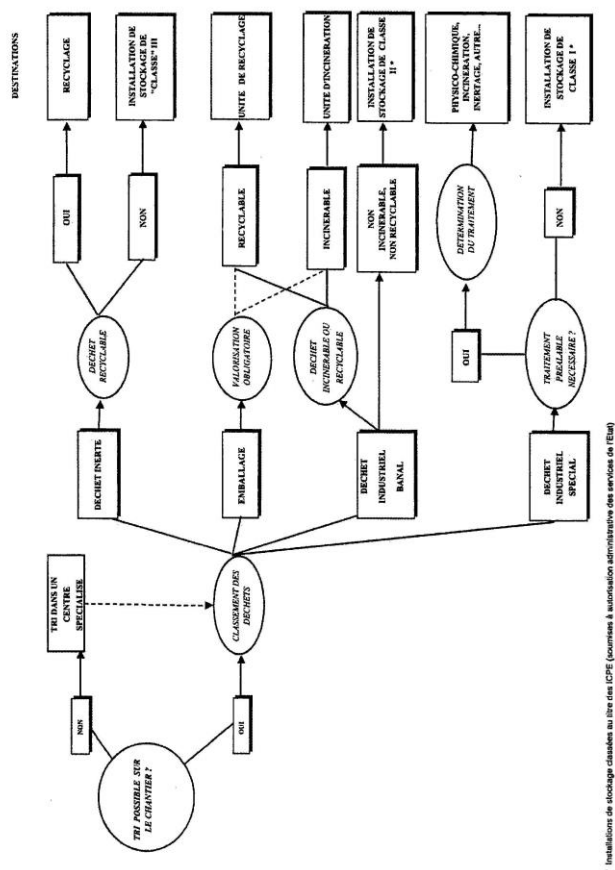 TRI POSSIBLE SUR
LE CHANTIER ?
NON
OUI
TRI DANS UN
CENTRE
SPECIALISE
CLASSEMENT DES
DECHETS
DECHET INERTE
EMBALLAGE
DECHET
INDUSTRIEL
BANAL
DECHET
INDUSTRIEL
SPECIAL
DECHET
RECYCLABLE
VALORISATION
OBLIGATOIRE
DECHET
INCINERABLE OU
RECYCLABLE
TRAITEMENT
PREALABLE
NECESSAIRE ?
OUI
NON
RECYCLABLE
INCINERABLE
NON
INCINERABLE,
NON RECYCLABLE
OUI
DETERMINATION
DU TRAITEMENT
NON
DESTINATIONS
RECYCLAGE
INSTALLATION DE
STOCKAGE DE
"CLASSE" III
UNITE DE RECYCLAGE
UNITE D'INCINERATION
INSTALLATION DE
STOCKAGE DE CLASSE
II *
PHYSICO-CHIMIQUE,
INCINERATION,
INERTAGE, AUTRE...
INSTALLATION DE
STOCKAGE DE
CLASSE I *
Installations de stockage classées au titre des ICPE (soumises à autorisation administrative des services de l'Etat)